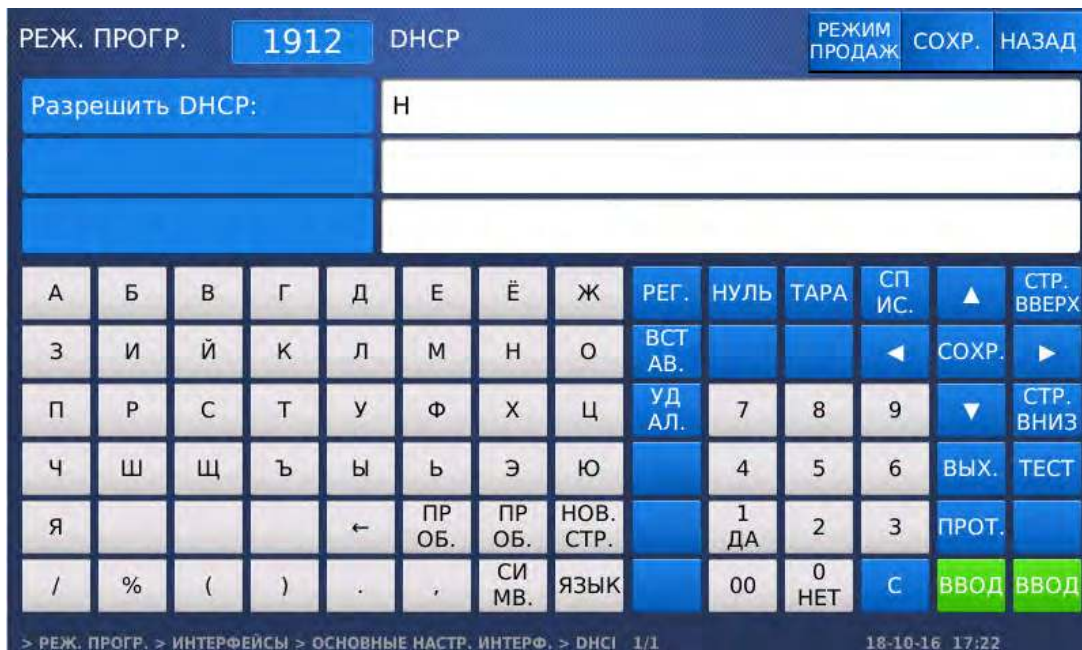 РЕЖ. ПРОГР. 1912 DHCP РЕЖИМ ПРОДАЖ СОХР. НАЗАД
Разрешить DHCP: Н
А Б В Г Д Е Ё Ж РЕГ. НУЛЬ ТАРА СП ИС. ▲ СТР. ВВЕРХ
З И Й К Л М Н О ВСТ АВ. ◀ СОХР. ▶
П Р С Т У Ф Х Ц УД АЛ. 7 8 9 ▼ СТР. ВНИЗ
Ч Ш Щ Ъ Ы Ь Э Ю 4 5 6 ВЫХ. ТЕСТ
Я ← ПР ОБ. ПР ОБ. НОВ. СТР. 1 ДА 2 3 ПРОТ.
/ % ( ) . , СИ МВ. ЯЗЫК 00 0 НЕТ С ВВОД ВВОД
> РЕЖ. ПРОГР. > ИНТЕРФЕЙСЫ > ОСНОВНЫЕ НАСТР. ИНТЕРФ. > DHCI 1/1 18-10-16 17:22